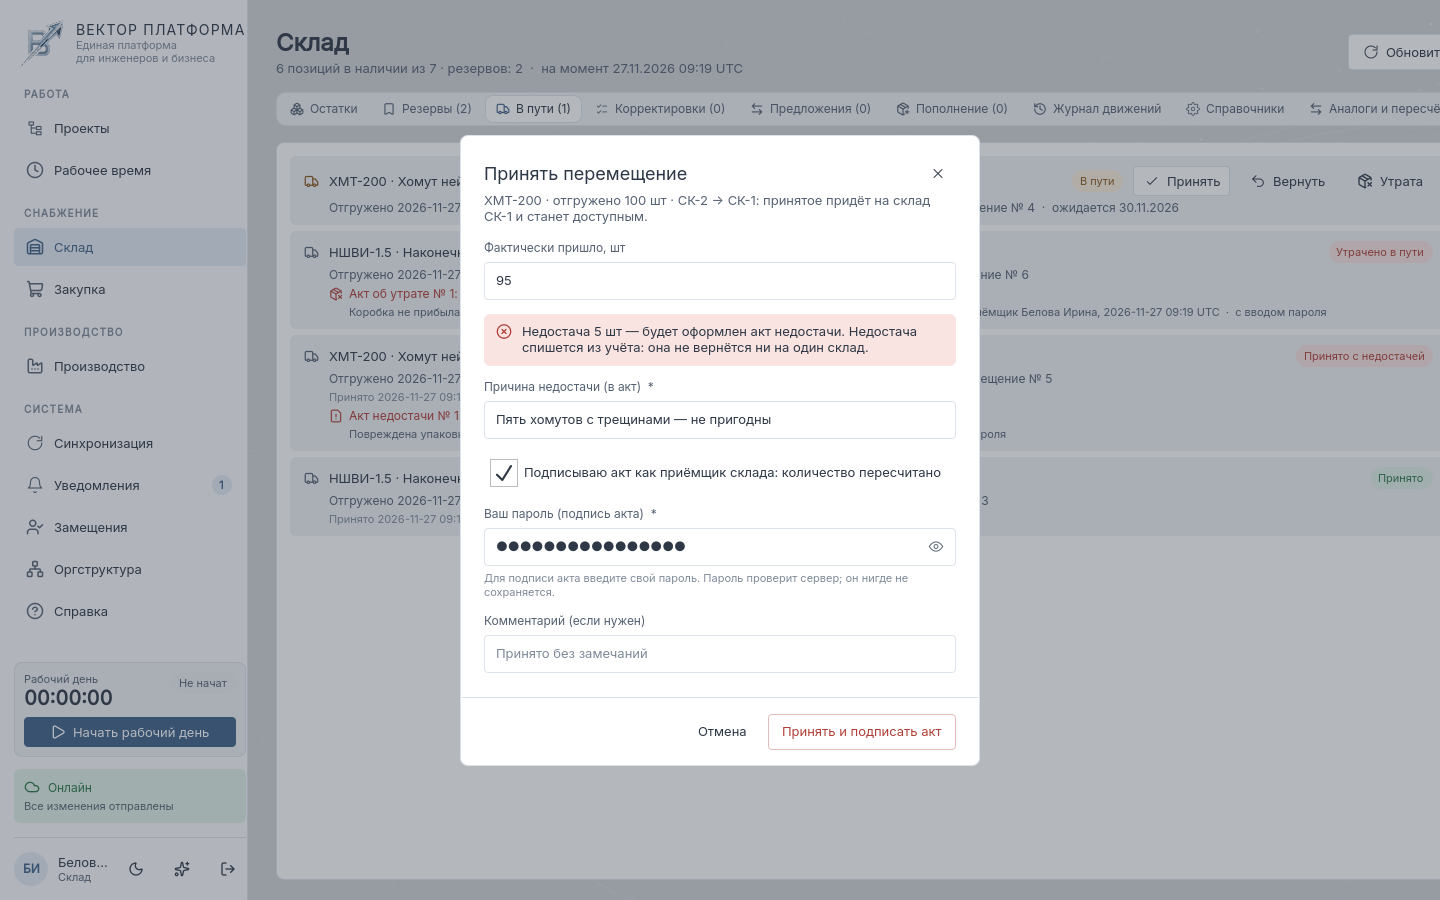 ВЕКТОР ПЛАТФОРМА
Единая платформа
для инженеров и бизнеса
РАБОТА
Проекты
Рабочее время
СНАБЖЕНИЕ
Склад
Закупка
ПРОИЗВОДСТВО
Производство
СИСТЕМА
Синхронизация
Уведомления 1
Замещения
Оргструктура
Справка
Рабочий день Не начат
00:00:00
Начать рабочий день
Онлайн
Все изменения отправлены
БИ Белов...
Склад
Склад
6 позиций в наличии из 7 · резервов: 2 · на момент 27.11.2026 09:19 UTC
Обновит
Остатки Резервы (2) В пути (1) Корректировки (0) Предложения (0) Пополнение (0) Журнал движений Справочники Аналоги и пересчё
ХМТ-200 · Хомут ней В пути Принять Вернуть Утрата
Отгружено 2026-11-27 ение № 4 · ожидается 30.11.2026
НШВИ-1.5 · Наконечн Утрачено в пути
Отгружено 2026-11-27 ние № 6
Акт об утрате № 1:
Коробка не прибыла ёмщик Белова Ирина, 2026-11-27 09:19 UTC · с вводом пароля
ХМТ-200 · Хомут ней Принято с недостачей
Отгружено 2026-11-27 ещение № 5
Принято 2026-11-27 09:1
Акт недостачи № 1
Повреждена упаковк роля
НШВИ-1.5 · Наконечн Принято
Отгружено 2026-11-27 3
Принято 2026-11-27 09:1
Принять перемещение
ХМТ-200 · отгружено 100 шт · СК-2 → СК-1: принятое придёт на склад
СК-1 и станет доступным.
Фактически пришло, шт
95
Недостача 5 шт — будет оформлен акт недостачи. Недостача
спишется из учёта: она не вернётся ни на один склад.
Причина недостачи (в акт) *
Пять хомутов с трещинами — не пригодны
Подписываю акт как приёмщик склада: количество пересчитано
Ваш пароль (подпись акта) *
●●●●●●●●●●●●●●●●
Для подписи акта введите свой пароль. Пароль проверит сервер; он нигде не
сохраняется.
Комментарий (если нужен)
Принято без замечаний
Отмена Принять и подписать акт